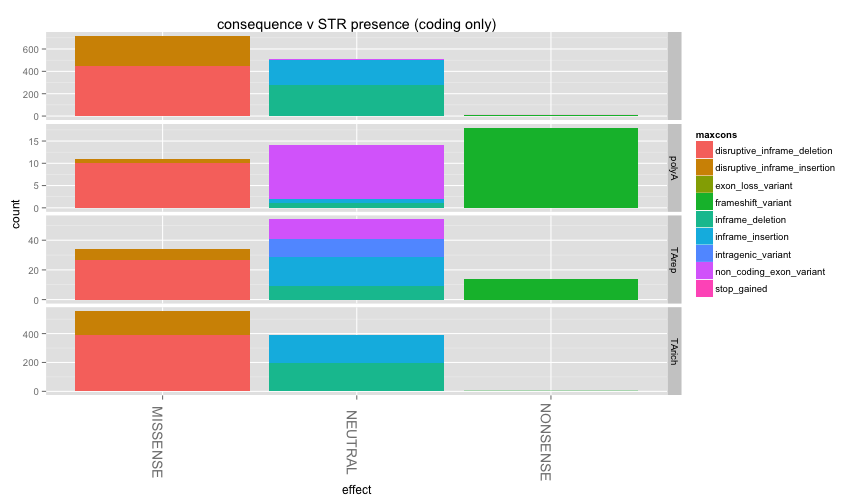 consequence v STR presence (coding only)
600
400
200
0
15
10
5
0
polyA
40
20
0
TArep
400
200
0
TArich
count
MISSENSE
NEUTRAL
NONSENSE
effect
maxcons
disruptive_inframe_deletion
disruptive_inframe_insertion
exon_loss_variant
frameshift_variant
inframe_deletion
inframe_insertion
intragenic_variant
non_coding_exon_variant
stop_gained